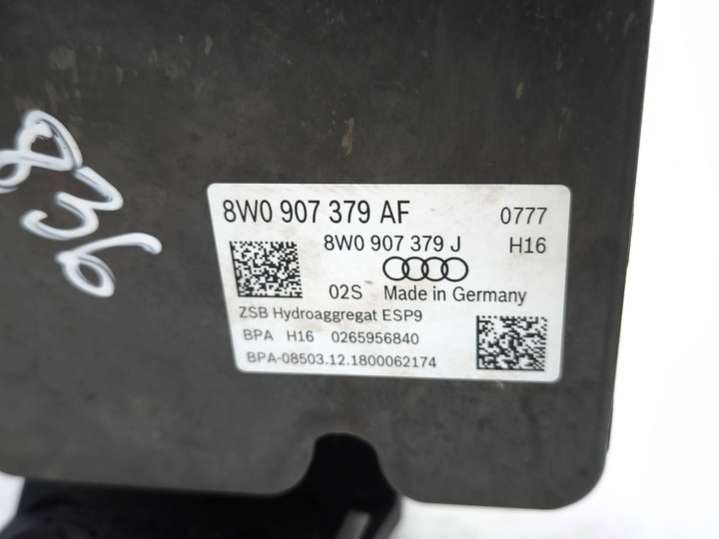 836
8W0 907 379 AF 0777
8W0 907 379 J H16
02S Made in Germany
ZSB Hydroaggregat ESP9
BPA H16 0265956840
BPA-08503.12.1800062174